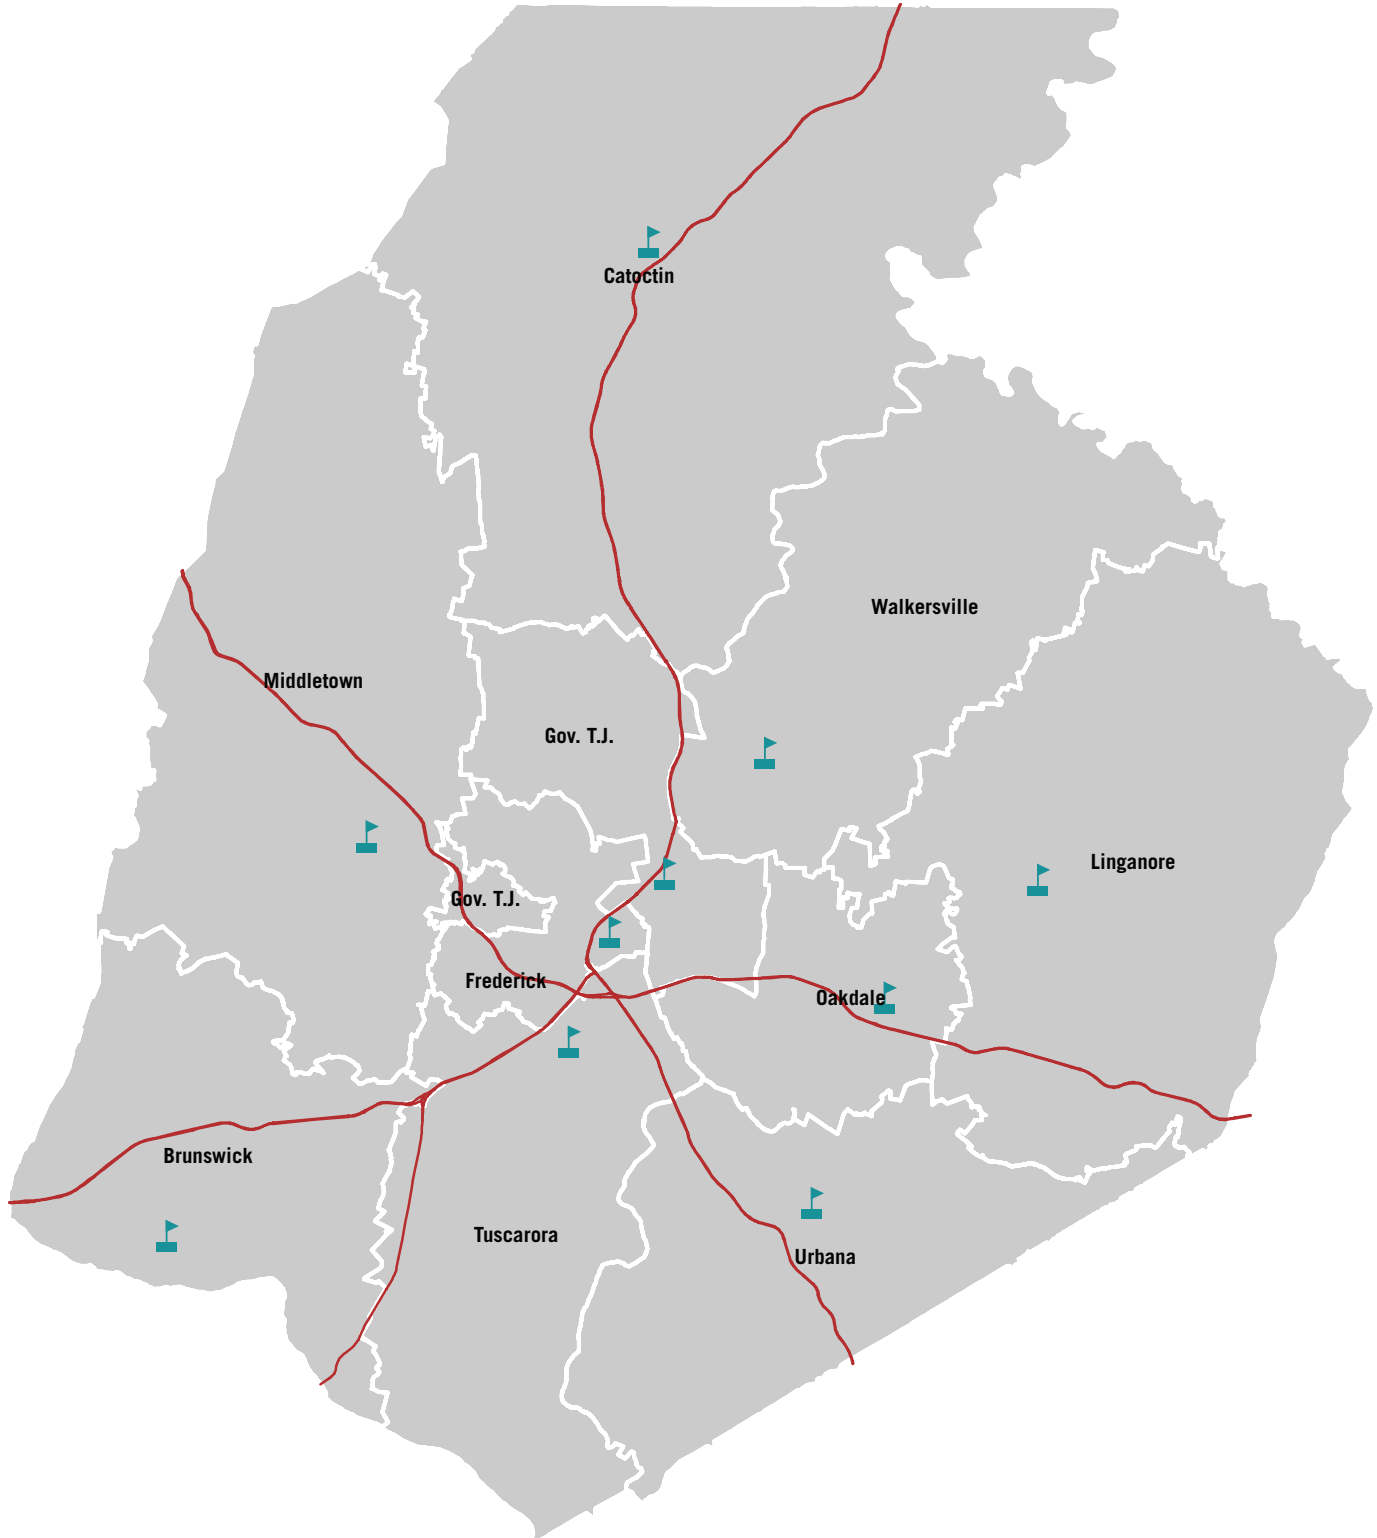 Catoctin
Walkersville
Middletown
Gov. T.J.
Linganore
Gov. T.J.
Frederick
Oakdale
Brunswick
Tuscarora
Urbana